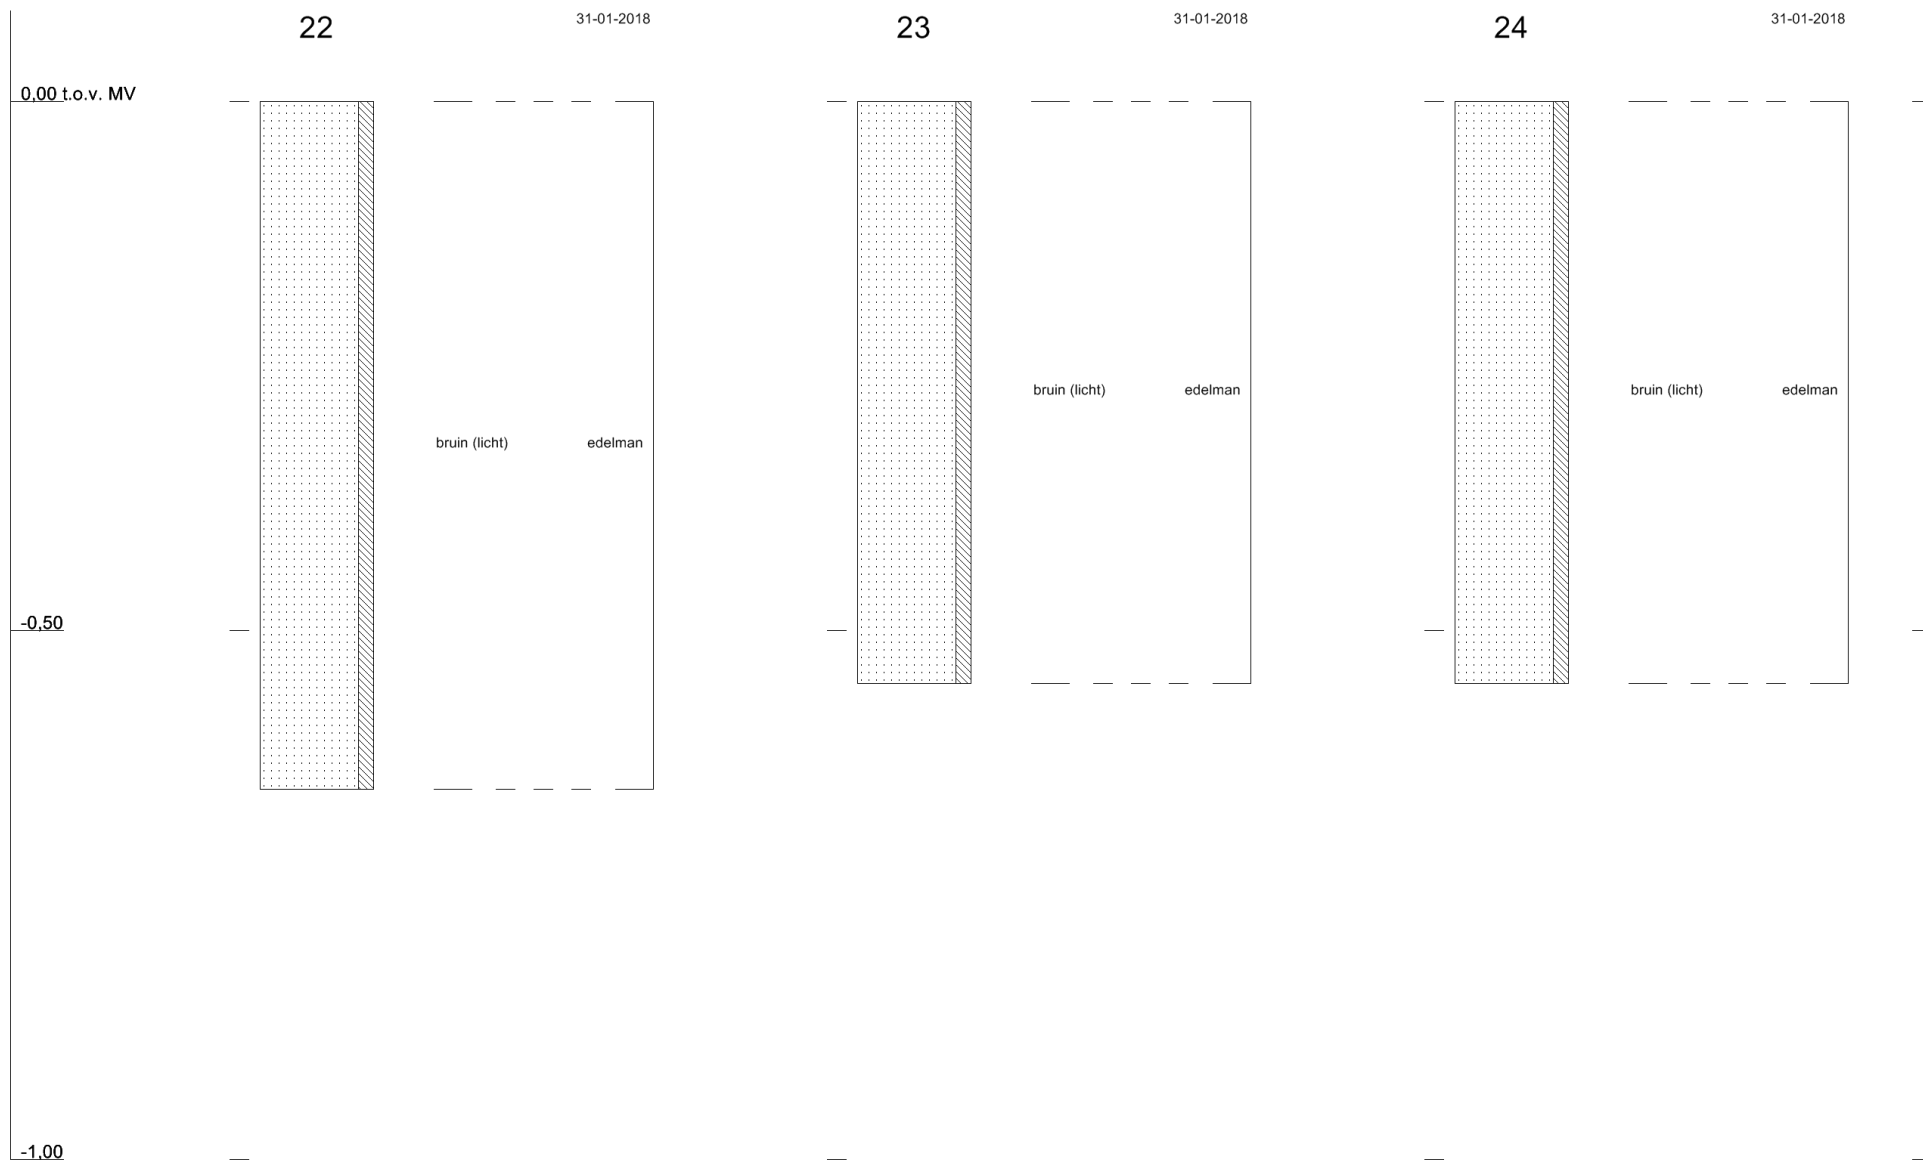 22
31-01-2018
23
31-01-2018
24
31-01-2018
0,00 t.o.v. MV
bruin (licht)
edelman
bruin (licht)
edelman
bruin (licht)
edelman
-0,50
-1,00